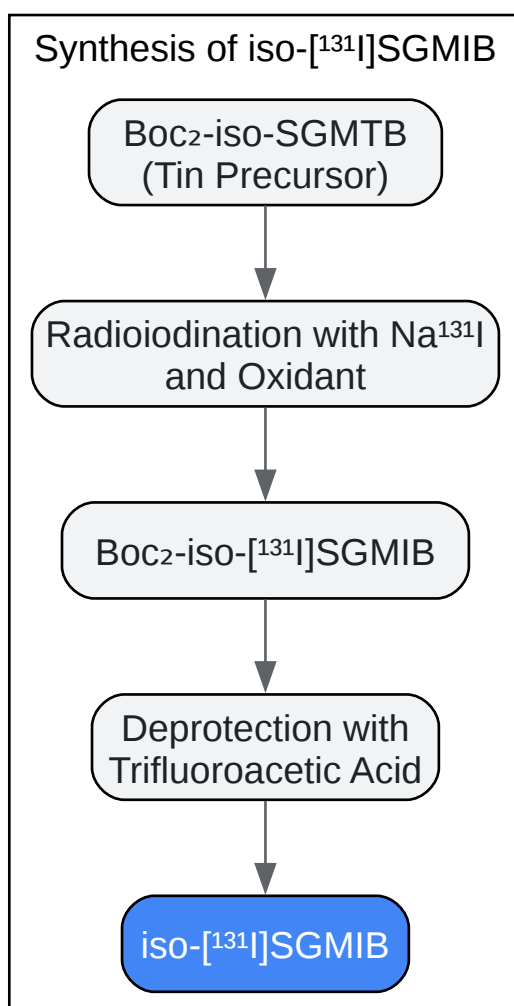 Synthesis of iso-[¹³¹I]SGMIB
Boc₂-iso-SGMTB
(Tin Precursor)
Radioiodination with Na¹³¹I
and Oxidant
Boc₂-iso-[¹³¹I]SGMIB
Deprotection with
Trifluoroacetic Acid
iso-[¹³¹I]SGMIB